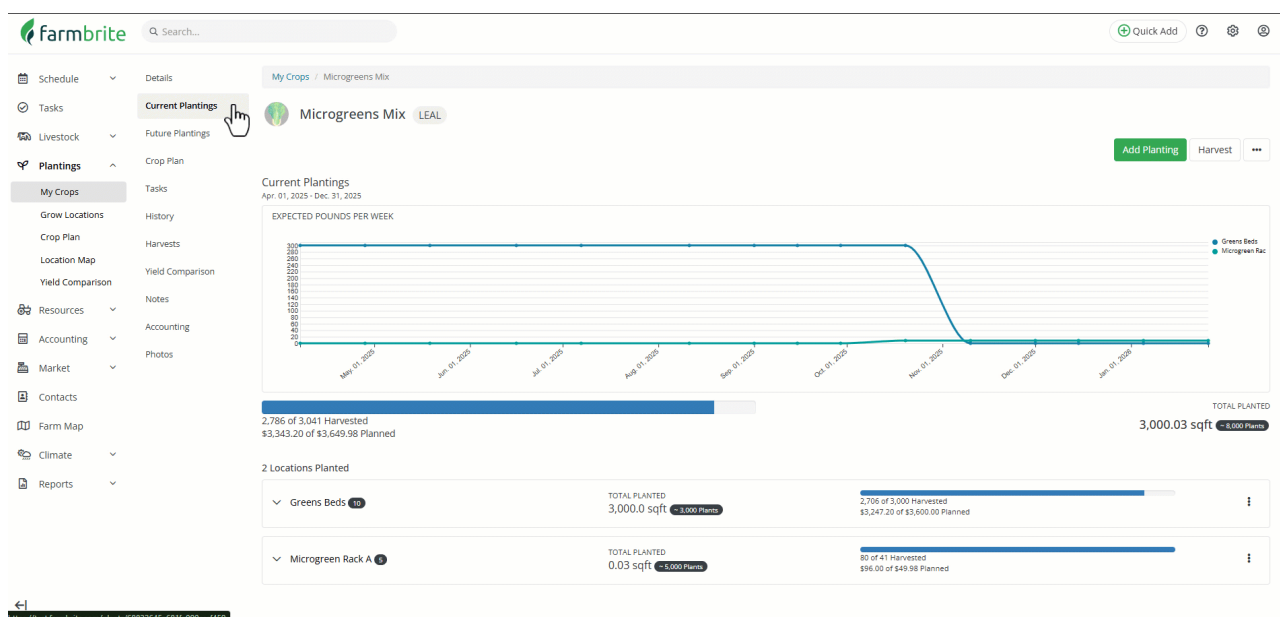 farmbrite
Search...
Quick Add
Schedule
Tasks
Livestock
Plantings
My Crops
Grow Locations
Crop Plan
Location Map
Yield Comparison
Resources
Accounting
Market
Contacts
Farm Map
Climate
Reports
Details
Current Plantings
Future Plantings
Crop Plan
Tasks
History
Harvests
Yield Comparison
Notes
Accounting
Photos
My Crops / Microgreens Mix
Microgreens Mix LEAL
Add Planting Harvest
Current Plantings
Apr. 01, 2025 - Dec. 31, 2025
EXPECTED POUNDS PER WEEK
300
280
260
240
220
200
180
160
140
120
100
80
60
40
20
0
May. 01, 2025
Jun. 01, 2025
Jul. 01, 2025
Aug. 01, 2025
Sep. 01, 2025
Oct. 01, 2025
Nov. 01, 2025
Dec. 01, 2025
Jan. 01, 2026
Greens Beds
Microgreen Rac
2,786 of 3,041 Harvested
$3,343.20 of $3,649.98 Planned
TOTAL PLANTED
3,000.03 sqft ~ 8,000 Plants
2 Locations Planted
Greens Beds 10
TOTAL PLANTED
3,000.0 sqft ~ 3,000 Plants
2,706 of 3,000 Harvested
$3,247.20 of $3,600.00 Planned
Microgreen Rack A 5
TOTAL PLANTED
0.03 sqft ~ 5,000 Plants
80 of 41 Harvested
$96.00 of $49.98 Planned